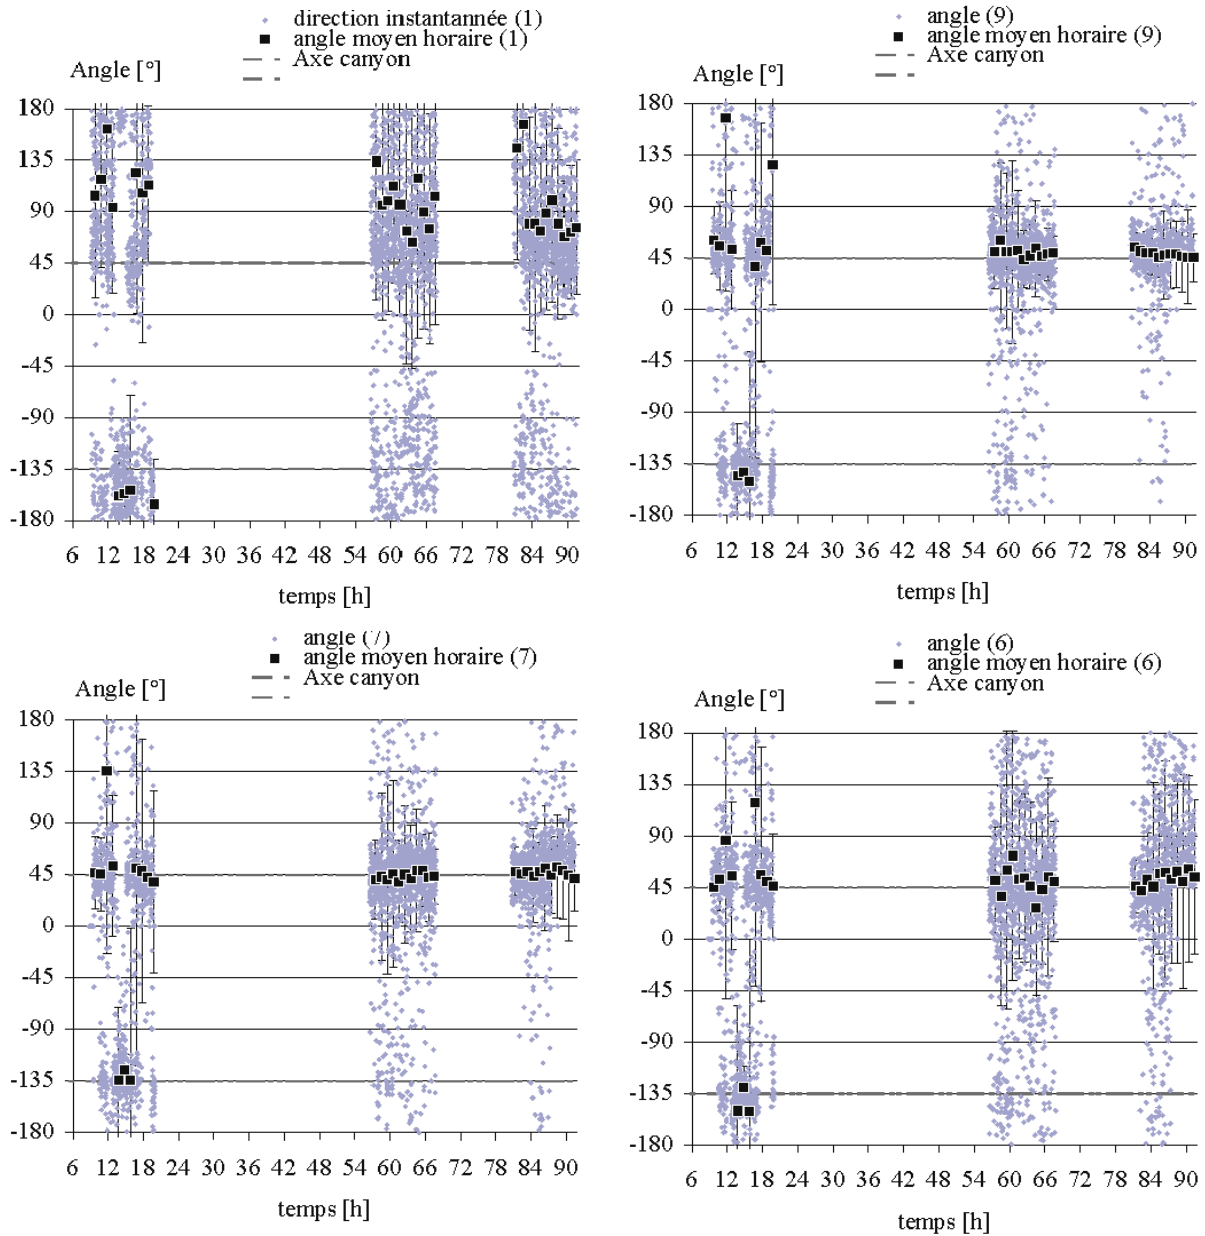 direction instantannée (1)
angle moyen horaire (1)
Axe canyon
Angle [°]
180
135
90
45
0
-45
-90
-135
-180
6 12 18 24 30 36 42 48 54 60 66 72 78 84 90
temps [h]
angle (9)
angle moyen horaire (9)
Axe canyon
Angle [°]
180
135
90
45
0
-45
-90
-135
-180
6 12 18 24 30 36 42 48 54 60 66 72 78 84 90
temps [h]
angle (7)
angle moyen horaire (7)
Axe canyon
Angle [°]
180
135
90
45
0
-45
-90
-135
-180
6 12 18 24 30 36 42 48 54 60 66 72 78 84 90
temps [h]
angle (6)
angle moyen horaire (6)
Axe canyon
Angle [°]
180
135
90
45
0
-45
-90
-135
-180
6 12 18 24 30 36 42 48 54 60 66 72 78 84 90
temps [h]